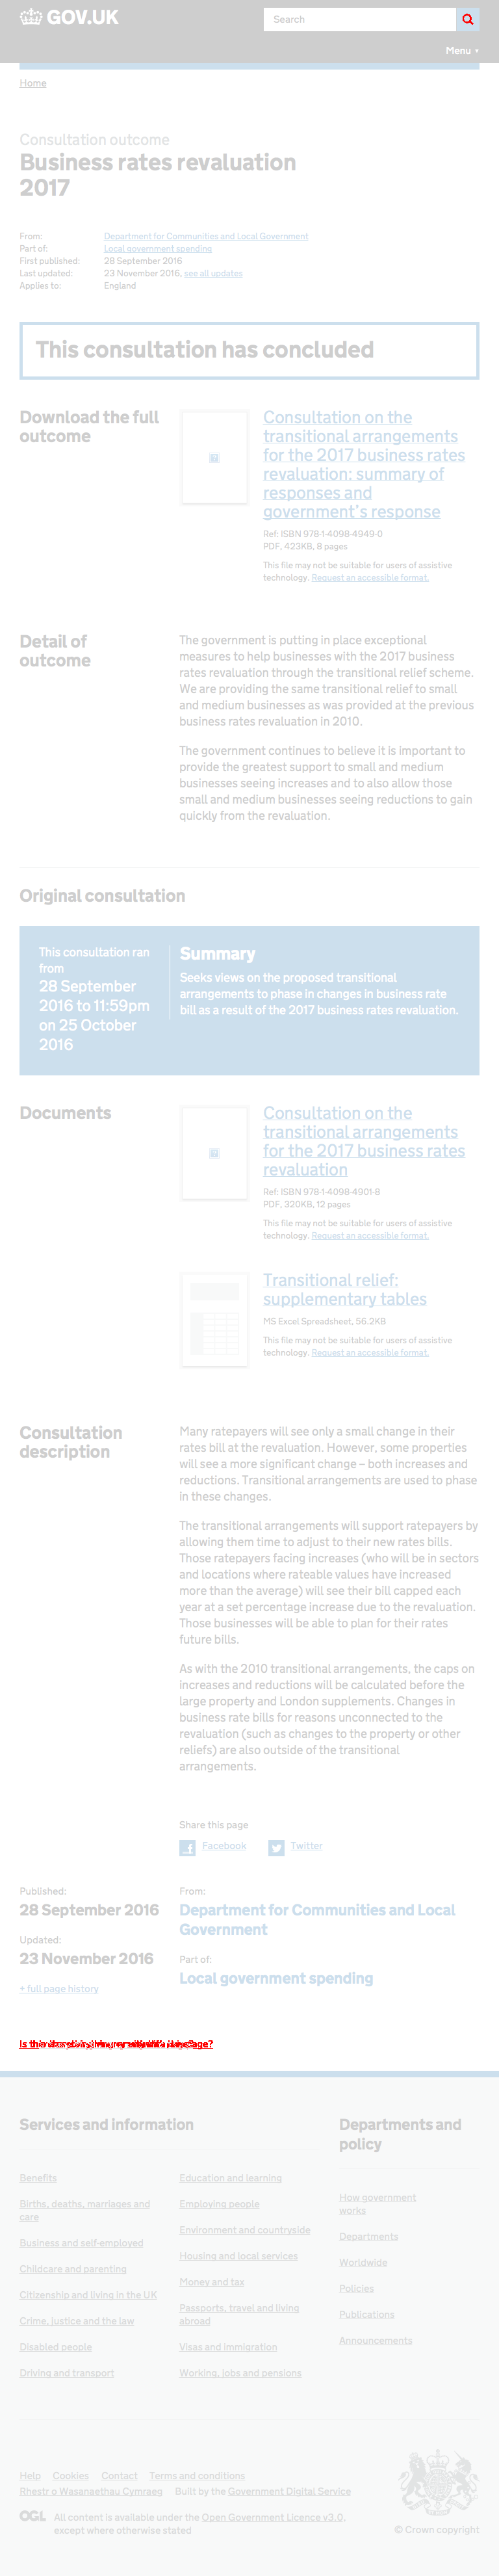 GOV.UK
Search
Menu ▼
Home
Consultation outcome
Business rates revaluation
2017
From: Department for Communities and Local Government
Part of: Local government spending
First published: 28 September 2016
Last updated: 23 November 2016, see all updates
Applies to: England
This consultation has concluded
Download the full
outcome
Consultation on the
transitional arrangements
for the 2017 business rates
revaluation: summary of
responses and
government's response
Ref: ISBN 978-1-4098-4949-0
PDF, 423KB, 8 pages
This file may not be suitable for users of assistive
technology. Request an accessible format.
Detail of
outcome
The government is putting in place exceptional
measures to help businesses with the 2017 business
rates revaluation through the transitional relief scheme.
We are providing the same transitional relief to small
and medium businesses as was provided at the previous
business rates revaluation in 2010.
The government continues to believe it is important to
provide the greatest support to small and medium
businesses seeing increases and to also allow those
small and medium businesses seeing reductions to gain
quickly from the revaluation.
Original consultation
This consultation ran
from
28 September
2016 to 11:59pm
on 25 October
2016
Summary
Seeks views on the proposed transitional
arrangements to phase in changes in business rate
bill as a result of the 2017 business rates revaluation.
Documents
Consultation on the
transitional arrangements
for the 2017 business rates
revaluation
Ref: ISBN 978-1-4098-4901-8
PDF, 320KB, 12 pages
This file may not be suitable for users of assistive
technology. Request an accessible format.
Transitional relief:
supplementary tables
MS Excel Spreadsheet, 56.2KB
This file may not be suitable for users of assistive
technology. Request an accessible format.
Consultation
description
Many ratepayers will see only a small change in their
rates bill at the revaluation. However, some properties
will see a more significant change – both increases and
reductions. Transitional arrangements are used to phase
in these changes.
The transitional arrangements will support ratepayers by
allowing them time to adjust to their new rates bills.
Those ratepayers facing increases (who will be in sectors
and locations where rateable values have increased
more than the average) will see their bill capped each
year at a set percentage increase due to the revaluation.
Those businesses will be able to plan for their rates
future bills.
As with the 2010 transitional arrangements, the caps on
increases and reductions will be calculated before the
large property and London supplements. Changes in
business rate bills for reasons unconnected to the
revaluation (such as changes to the property or other
reliefs) are also outside of the transitional
arrangements.
Share this page
Facebook Twitter
Published:
28 September 2016
Updated:
23 November 2016
+ full page history
From:
Department for Communities and Local
Government
Part of:
Local government spending
Services and information
Benefits
Births, deaths, marriages and
care
Business and self-employed
Childcare and parenting
Citizenship and living in the UK
Crime, justice and the law
Disabled people
Driving and transport
Education and learning
Employing people
Environment and countryside
Housing and local services
Money and tax
Passports, travel and living
abroad
Visas and immigration
Working, jobs and pensions
Departments and
policy
How government
works
Departments
Worldwide
Policies
Publications
Announcements
Help Cookies Contact Terms and conditions
Rhestr o Wasanaethau Cymraeg Built by the Government Digital Service
OGL All content is available under the Open Government Licence v3.0,
except where otherwise stated
© Crown copyright